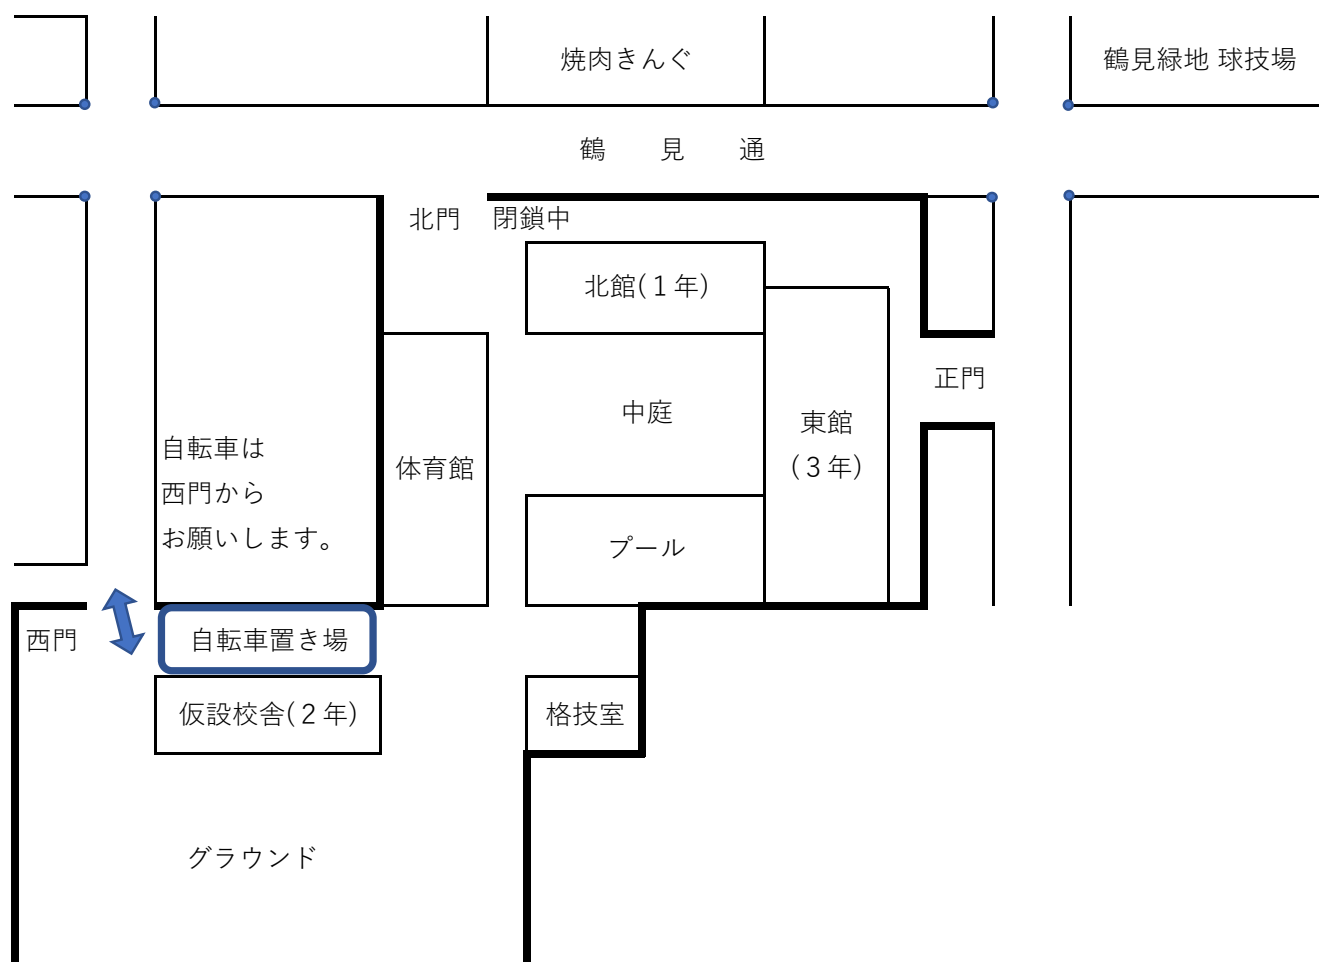 焼肉きんぐ
鶴見緑地 球技場
鶴　見　通
北門　閉鎖中
北館(１年)
正門
中庭
東館
(３年)
自転車は
西門から
お願いします。
体育館
プール
西門
自転車置き場
仮設校舎(２年)
格技室
グラウンド